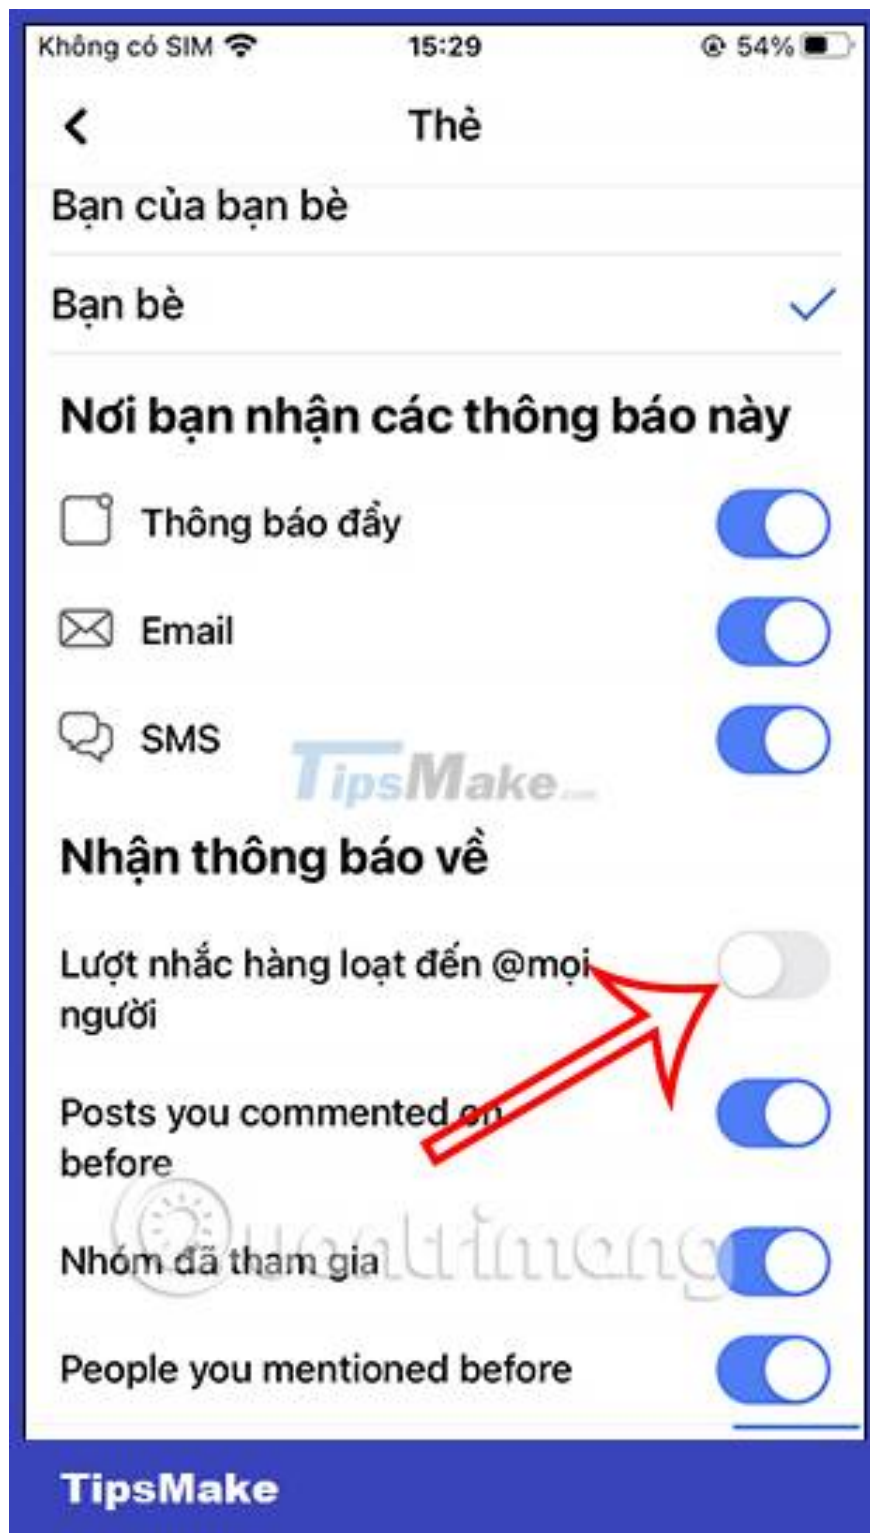 Không có SIM 15:29 54%
Thẻ
Bạn của bạn bè
Bạn bè
Nơi bạn nhận các thông báo này
Thông báo đẩy
Email
SMS
TipsMake
Nhận thông báo về
Lượt nhắc hàng loạt đến @mọi
người
Posts you commented on
before
Quantrimang
Nhóm đã tham gia
People you mentioned before
TipsMake